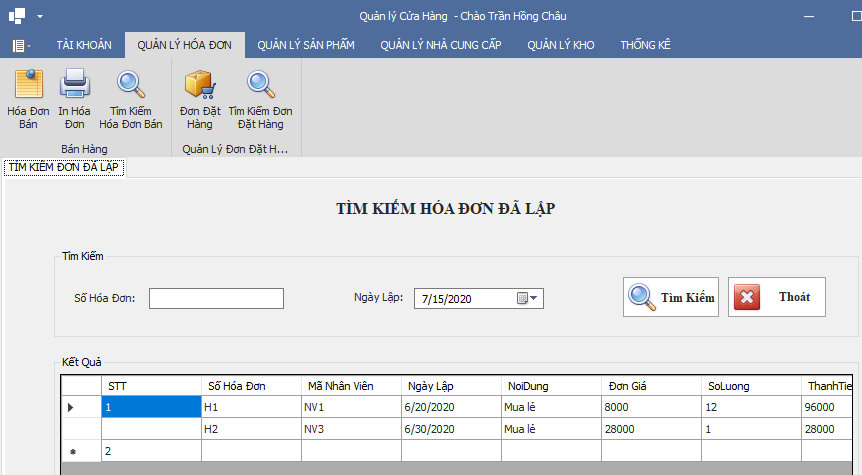 Quản lý Cửa Hàng - Chào Trần Hồng Châu
TÀI KHOẢN QUẢN LÝ HÓA ĐƠN QUẢN LÝ SẢN PHẨM QUẢN LÝ NHÀ CUNG CẤP QUẢN LÝ KHO THỐNG KÊ
Hóa Đơn In Hóa Tìm Kiếm Đơn Đặt Tìm Kiếm Đơn
Bán Đơn Hóa Đơn Bán Hàng Đặt Hàng
Bán Hàng Quản Lý Đơn Đặt H...
TÌM KIẾM ĐƠN ĐÃ LẬP
TÌM KIẾM HÓA ĐƠN ĐÃ LẬP
Tìm Kiếm
Số Hóa Đơn: Ngày Lập: 7/15/2020 Tìm Kiếm Thoát
Kết Quả
STT Số Hóa Đơn Mã Nhân Viên Ngày Lập NoiDung Đơn Giá SoLuong ThanhTie
1 H1 NV1 6/20/2020 Mua lẻ 8000 12 96000
H2 NV3 6/30/2020 Mua lẻ 28000 1 28000
2